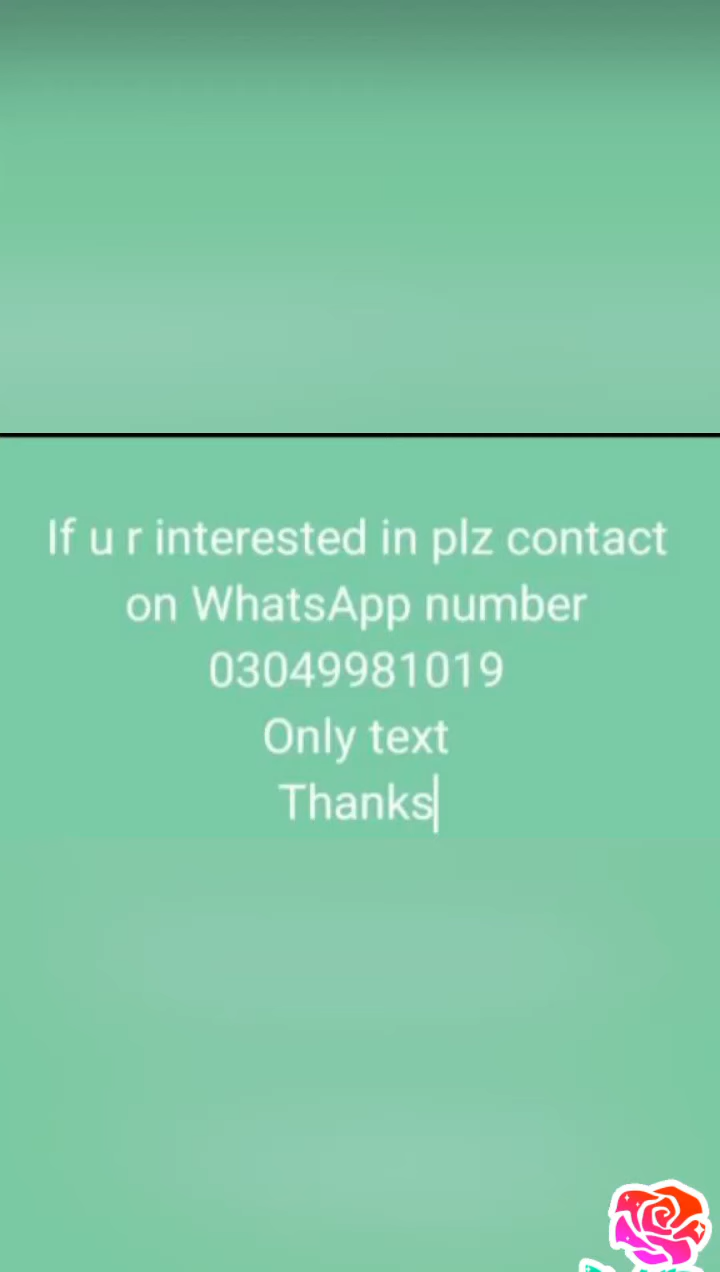 If u r interested in plz contact
on WhatsApp number
03049981019
Only text
Thanks